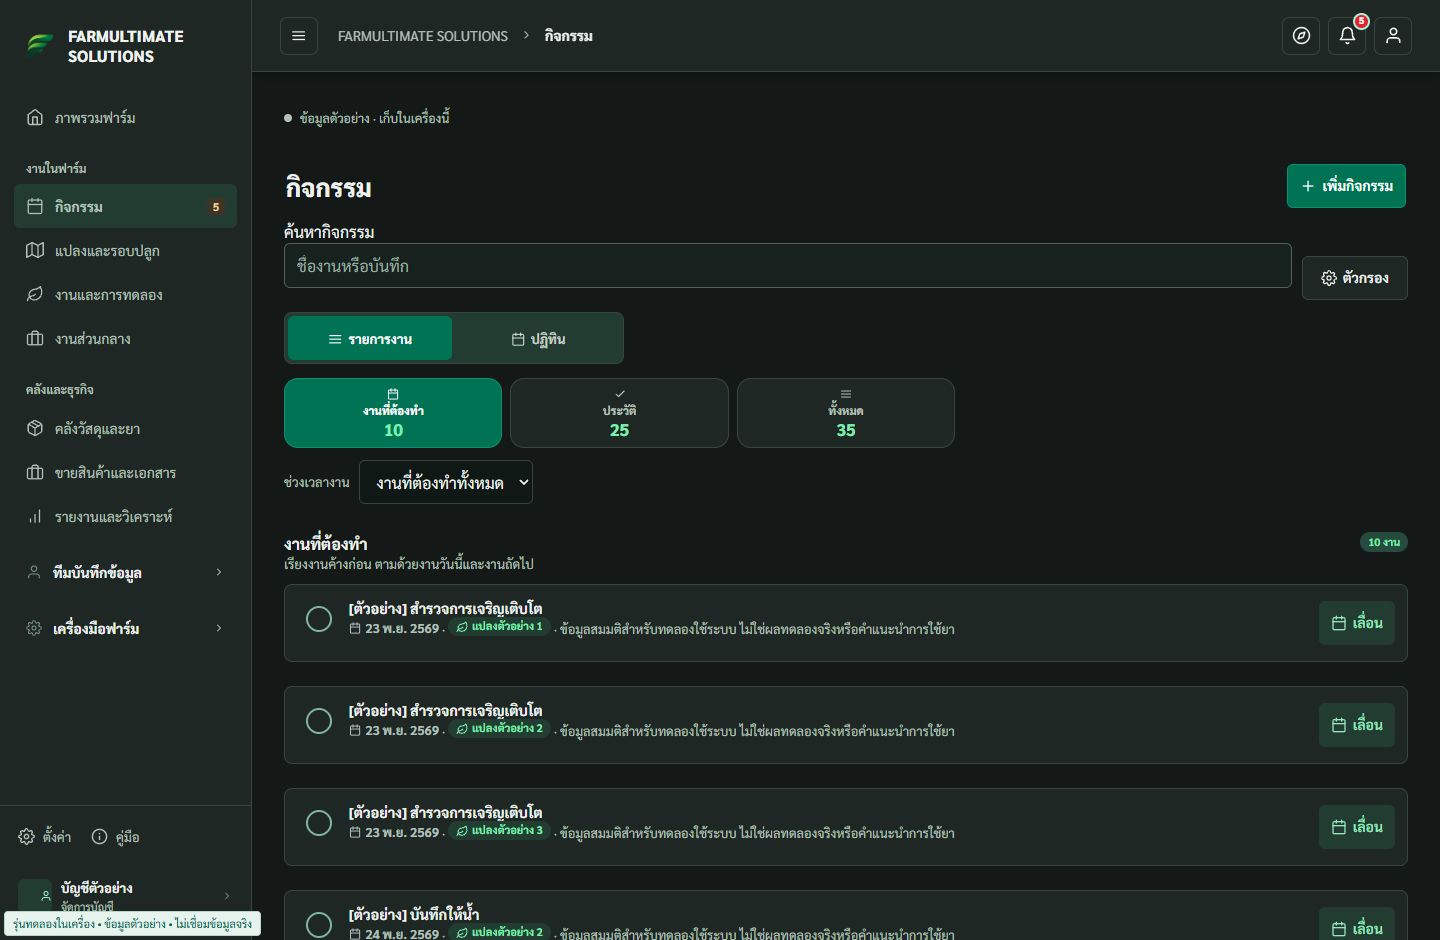 FARMULTIMATE
SOLUTIONS
ภาพรวมฟาร์ม
งานในฟาร์ม
กิจกรรม 5
แปลงและรอบปลูก
งานและการทดลอง
งานส่วนกลาง
คลังและธุรกิจ
คลังวัสดุและยา
ขายสินค้าและเอกสาร
รายงานและวิเคราะห์
ทีมบันทึกข้อมูล
เครื่องมือฟาร์ม
ตั้งค่า คู่มือ
บัญชีตัวอย่าง
จัดการบัญชี
รุ่นทดลองในเครื่อง • ข้อมูลตัวอย่าง • ไม่เชื่อมข้อมูลจริง
FARMULTIMATE SOLUTIONS กิจกรรม
5
ข้อมูลตัวอย่าง · เก็บในเครื่องนี้
กิจกรรม
เพิ่มกิจกรรม
ค้นหากิจกรรม
ชื่องานหรือบันทึก
ตัวกรอง
รายการงาน ปฏิทิน
งานที่ต้องทำ
10
ประวัติ
25
ทั้งหมด
35
ช่วงเวลางาน งานที่ต้องทำทั้งหมด
งานที่ต้องทำ
10 งาน
เรียงงานค้างก่อน ตามด้วยงานวันนี้และงานถัดไป
[ตัวอย่าง] สำรวจการเจริญเติบโต
23 พ.ย. 2569 · แปลงตัวอย่าง 1 · ข้อมูลสมมติสำหรับทดลองใช้ระบบ ไม่ใช่ผลทดลองจริงหรือคำแนะนำการใช้ยา
เลื่อน
[ตัวอย่าง] สำรวจการเจริญเติบโต
23 พ.ย. 2569 · แปลงตัวอย่าง 2 · ข้อมูลสมมติสำหรับทดลองใช้ระบบ ไม่ใช่ผลทดลองจริงหรือคำแนะนำการใช้ยา
เลื่อน
[ตัวอย่าง] สำรวจการเจริญเติบโต
23 พ.ย. 2569 · แปลงตัวอย่าง 3 · ข้อมูลสมมติสำหรับทดลองใช้ระบบ ไม่ใช่ผลทดลองจริงหรือคำแนะนำการใช้ยา
เลื่อน
[ตัวอย่าง] บันทึกให้น้ำ
24 พ.ย. 2569 · แปลงตัวอย่าง 2 · ข้อมูลสมมติสำหรับทดลองใช้ระบบ ไม่ใช่ผลทดลองจริงหรือคำแนะนำการใช้ยา
เลื่อน